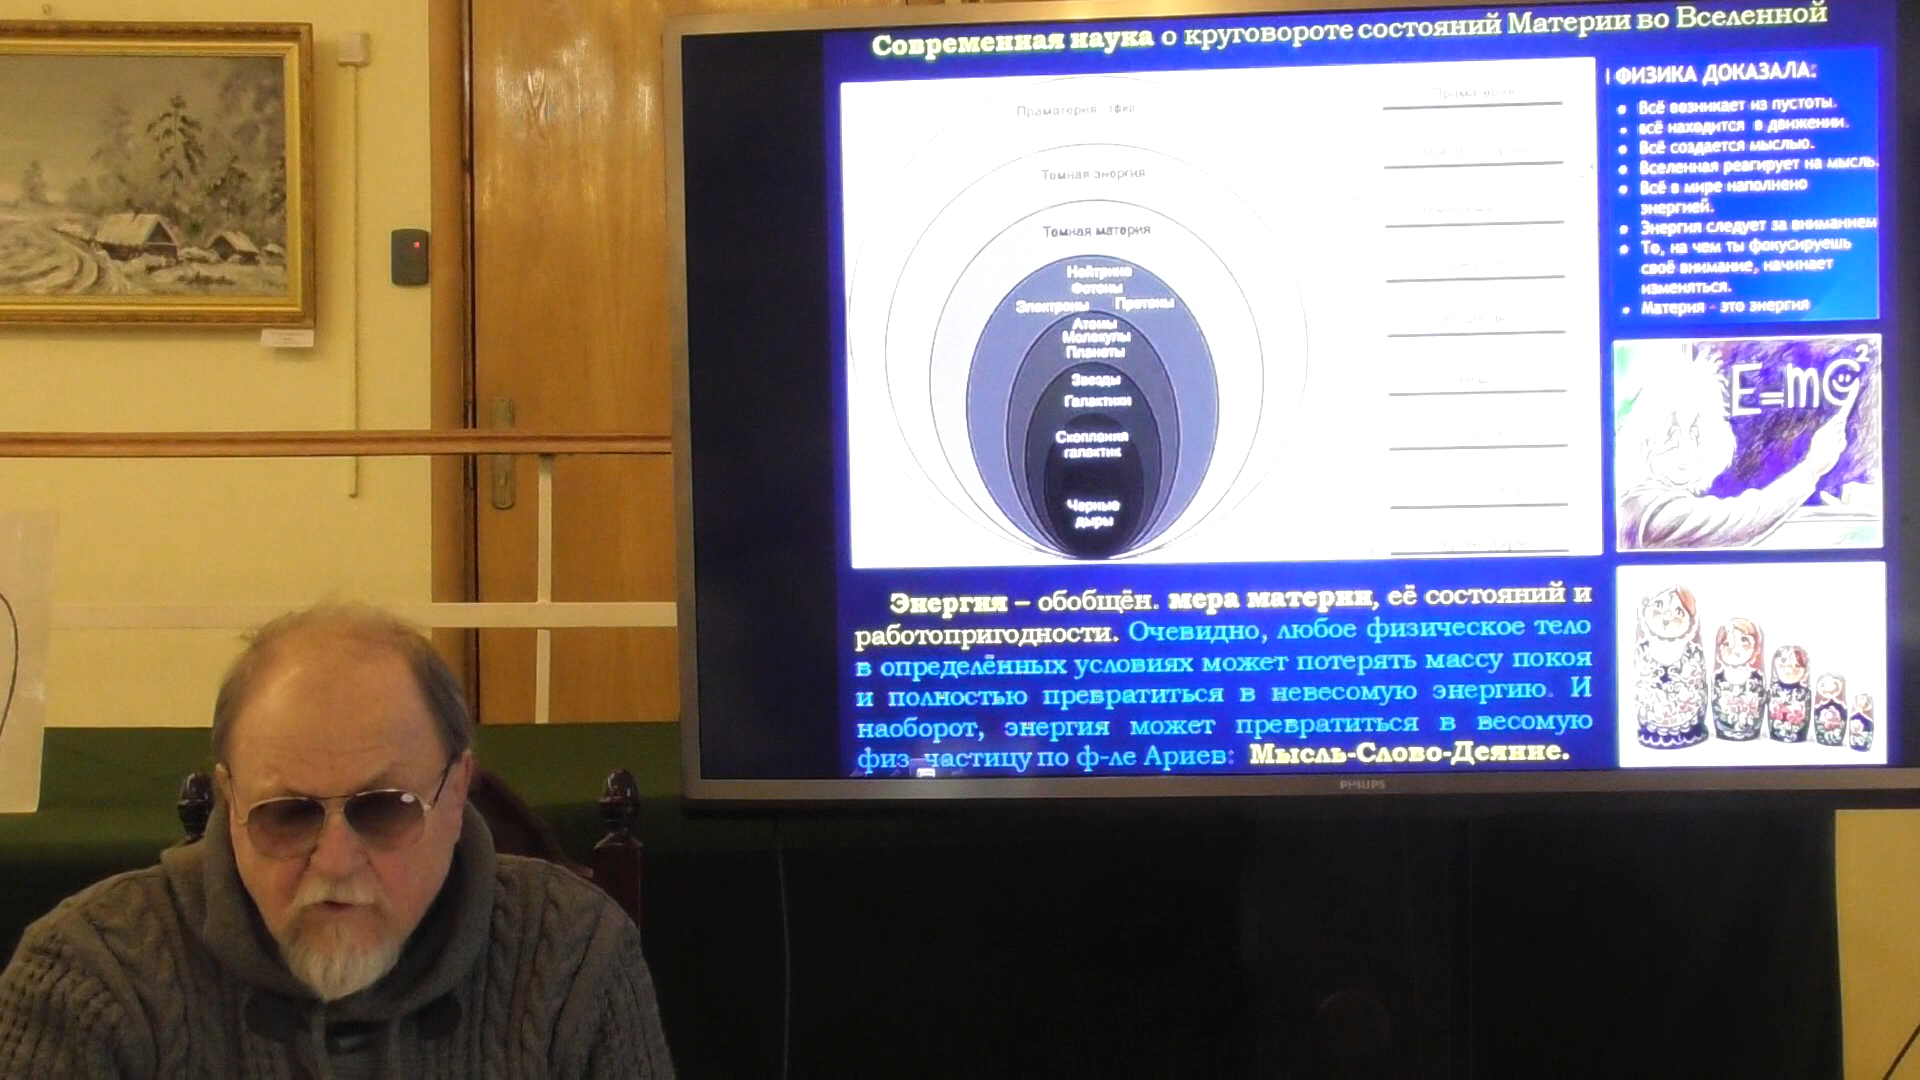 Современная наука о круговороте состояний Материи во Вселенной
Праматерия эфир
Темная энергия
Темная материя
Нейтрино
Фотоны
Электроны Протоны
Атомы
Молекулы
Планеты
Звезды
Галактики
Скопления
галактик
Черные
дыры
ФИЗИКА ДОКАЗАЛА:
• Всё возникает из пустоты.
• всё находится в движении.
• Всё создается мыслью.
• Вселенная реагирует на мысль.
• Всё в мире наполнено
энергией.
• Энергия следует за вниманием
• То, на чем ты фокусируешь
своё внимание, начинает
изменяться.
• Материя - это энергия
E=mc²
Энергия – обобщён. мера материи, её состояний и
работопригодности. Очевидно, любое физическое тело
в определённых условиях может потерять массу покоя
и полностью превратиться в невесомую энергию. И
наоборот, энергия может превратиться в весомую
физ частицу по ф-ле Ариев: Мысль-Слово-Деяние.
PHILIPS